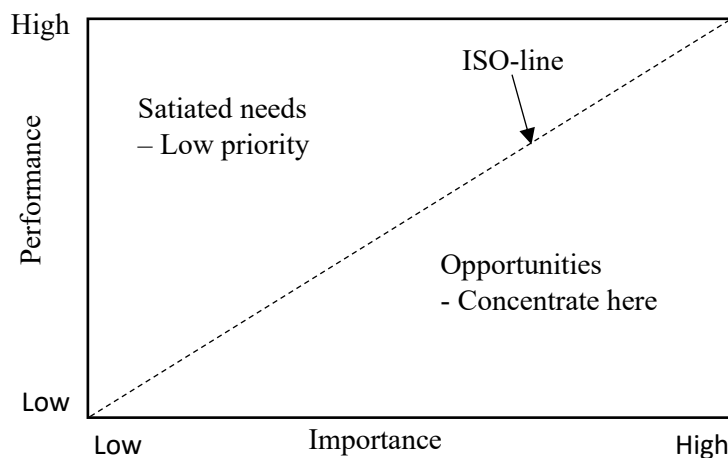 High
ISO-line
Satiated needs
– Low priority
Performance
Opportunities
- Concentrate here
Low
Low
Importance
High